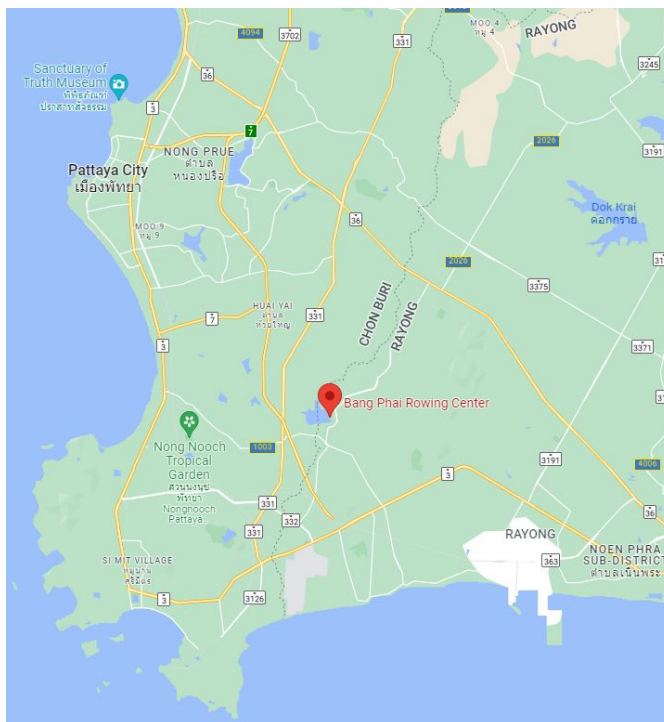 4094
3702
331
MOO 4
หมู่ 4
RAYONG
3245
Sanctuary of
Truth Museum
พิพิธภัณฑ์
ปราสาทสัจธรรม
36
3
7
2026
3191
NONG PRUE
ตำบล
หนองปรือ
Pattaya City
เมืองพัทยา
Dok Krai
ดอกกราย
MOO 9
หมู่ 9
36
2026
3375
HUAI YAI
ตำบล
ห้วยใหญ่
CHON BURI
RAYONG
7
331
3
3371
Bang Phai Rowing Center
Nong Nooch
Tropical
Garden
สวนนงนุช
พัทยา
Nongnooch
Pattaya...
1003
3
3191
4006
331
332
331
36
RAYONG
363
NOEN PHRA
SUB-DISTRICT
ตำบลเนินพระ
SI MIT VILLAGE
หมู่บ้าน
ศรีมิตร
3
3126